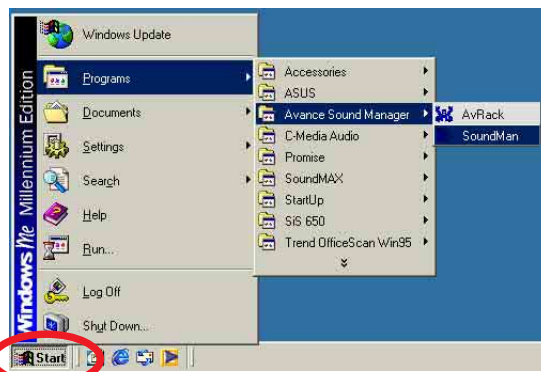 Windows Me Millennium Edition
Windows Update
Programs
Documents
Settings
Search
Help
Run...
Log Off
Shut Down...
Accessories
ASUS
Avance Sound Manager
C-Media Audio
Promise
SoundMAX
StartUp
SiS 650
Trend OfficeScan Win95
AvRack
SoundMan
Start